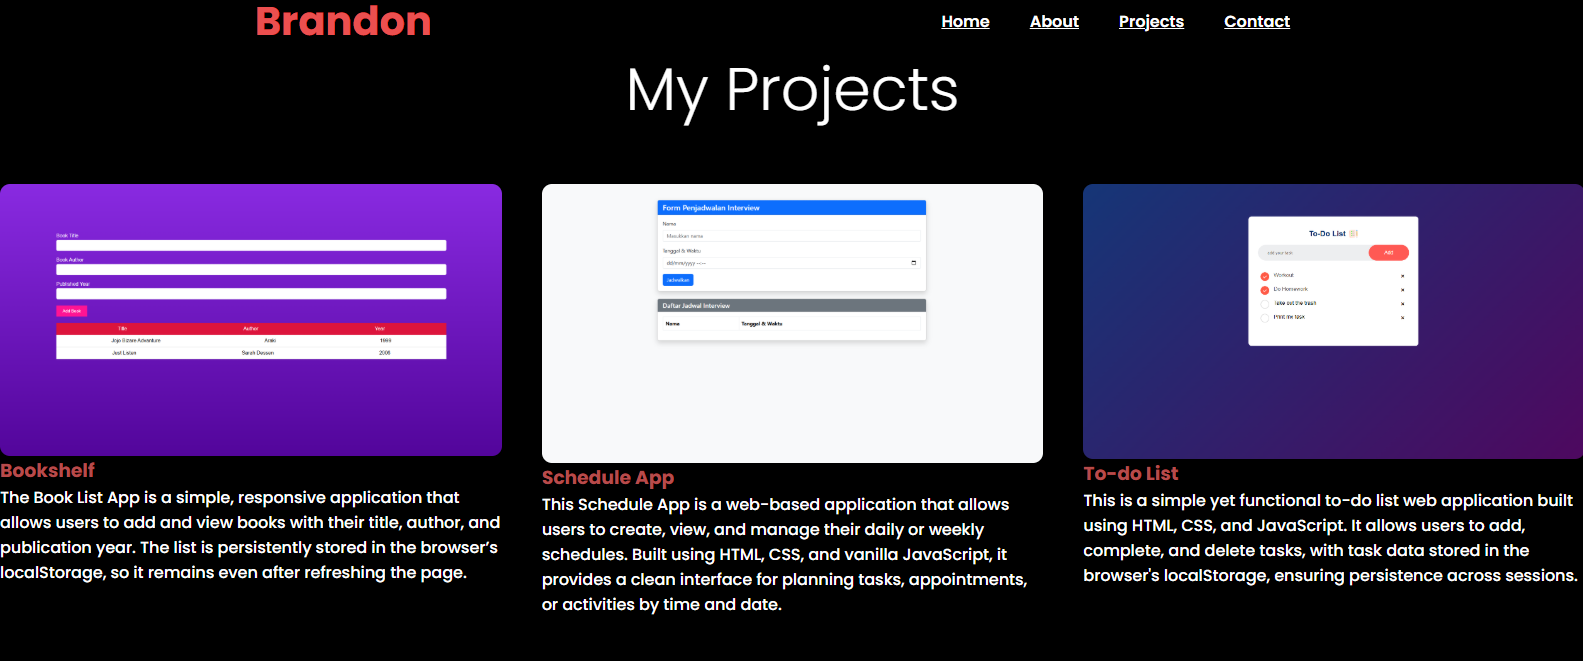 Brandon
Home About Projects Contact
My Projects
Book Title
Book Author
Published Year
Add Book
Title Author Year
Jojo Bizare Adventure Arnie
Just Listen Sarah Dessen 2006
Bookshelf
The Book List App is a simple, responsive application that
allows users to add and view books with their title, author, and
publication year. The list is persistently stored in the browser’s
localStorage, so it remains even after refreshing the page.
Form Penjadwalan Interview
Nama
Masukkan nama
Tanggal & Waktu
dd/mm/yyyy --:--
Jadwalkan
Daftar Jadwal Interview
Nama Tanggal & Waktu
Schedule App
This Schedule App is a web-based application that allows
users to create, view, and manage their daily or weekly
schedules. Built using HTML, CSS, and vanilla JavaScript, it
provides a clean interface for planning tasks, appointments,
or activities by time and date.
To-Do List
add your task Add
Workout
Do Homework
Take out the trash
Print my task
To-do List
This is a simple yet functional to-do list web application built
using HTML, CSS, and JavaScript. It allows users to add,
complete, and delete tasks, with task data stored in the
browser's localStorage, ensuring persistence across sessions.